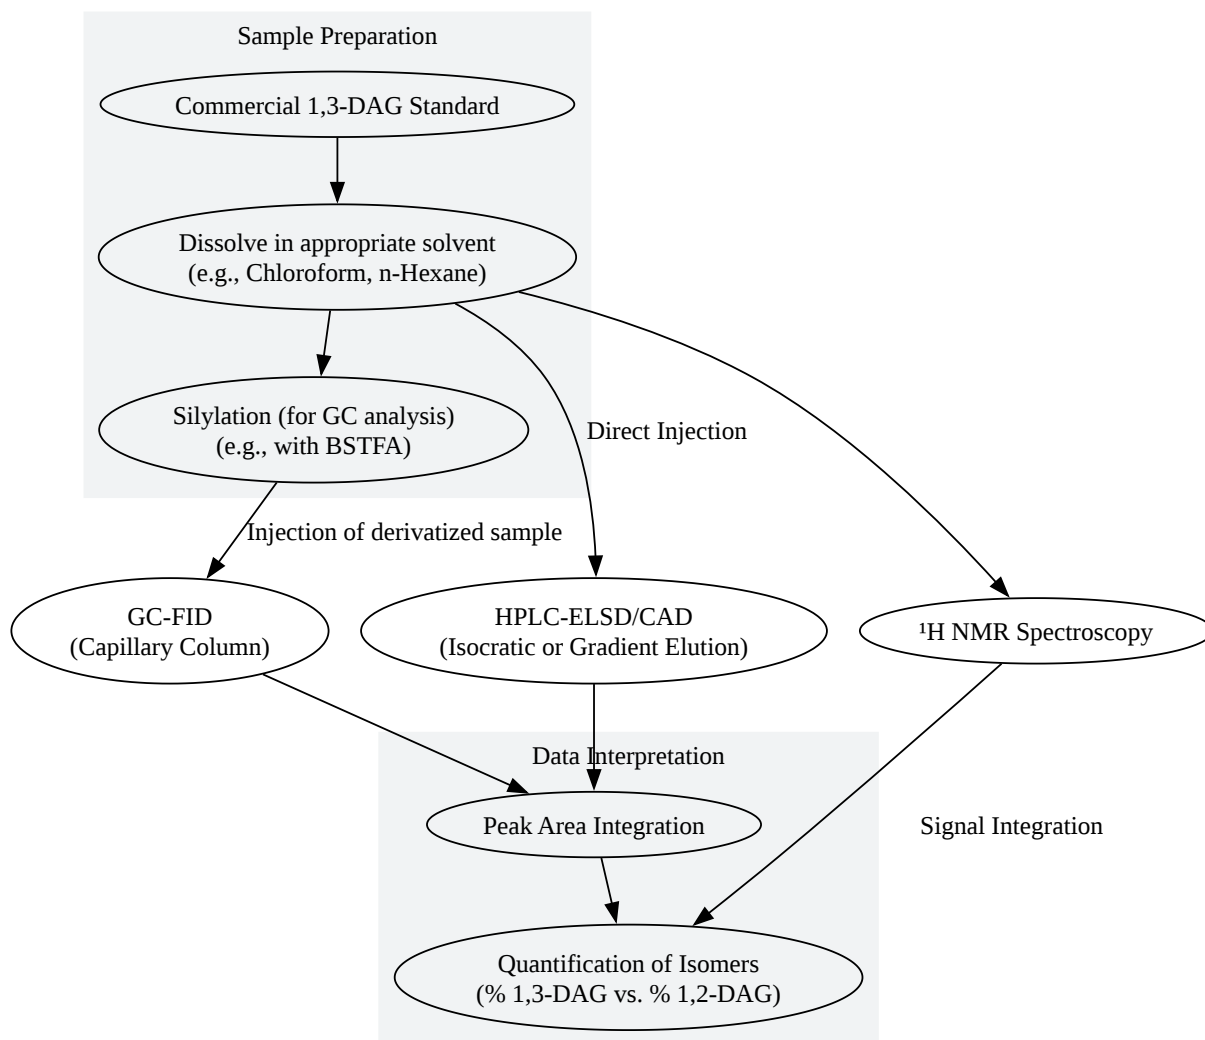 Sample Preparation
Commercial 1,3-DAG Standard
Dissolve in appropriate solvent
(e.g., Chloroform, n-Hexane)
Silylation (for GC analysis)
(e.g., with BSTFA)
Direct Injection
Injection of derivatized sample
GC-FID
(Capillary Column)
HPLC-ELSD/CAD
(Isocratic or Gradient Elution)
¹H NMR Spectroscopy
Data Interpretation
Peak Area Integration
Signal Integration
Quantification of Isomers
(% 1,3-DAG vs. % 1,2-DAG)